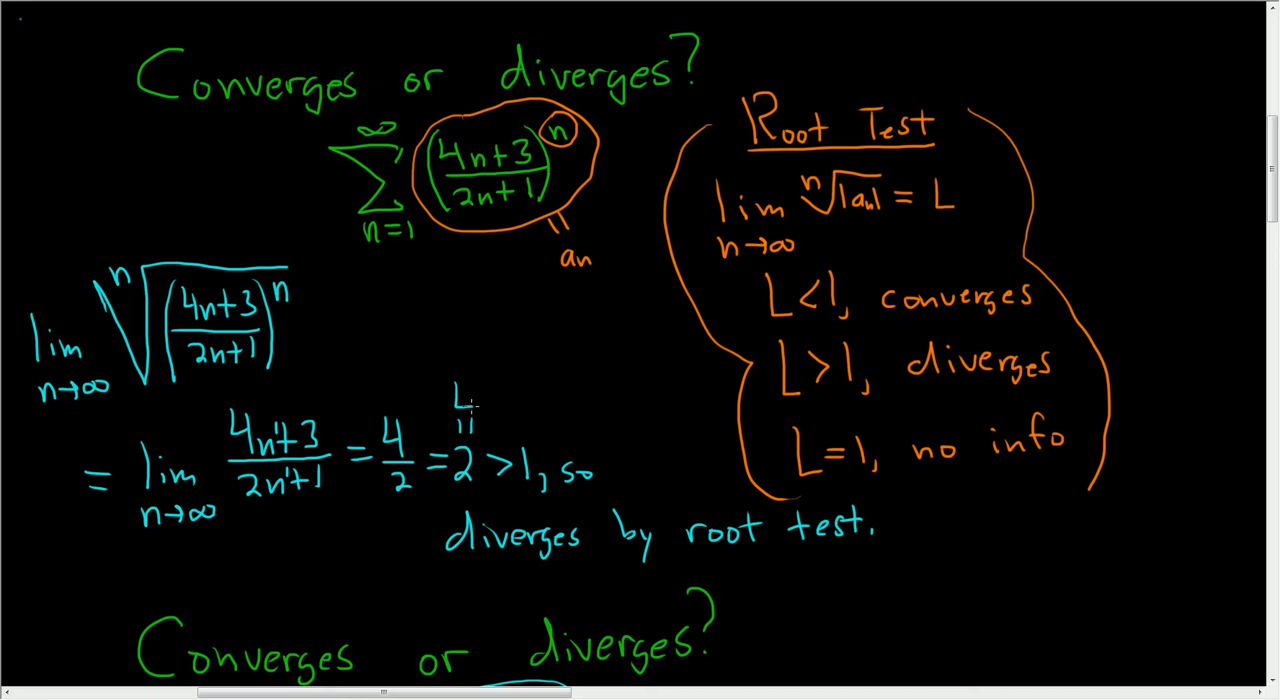 Converges or diverges?
∞
∑ ((4n+3)/(2n+1))^n
n=1
‖
an
Root Test
lim ⁿ√|an| = L
n→∞
L<1, converges
L>1, diverges
L=1, no info
lim ⁿ√((4n+3)/(2n+1))^n
n→∞
L
‖
= lim (4n¹+3)/(2n¹+1) = 4/2 = 2 > 1, so
n→∞
diverges by root test.
Converges or diverges?